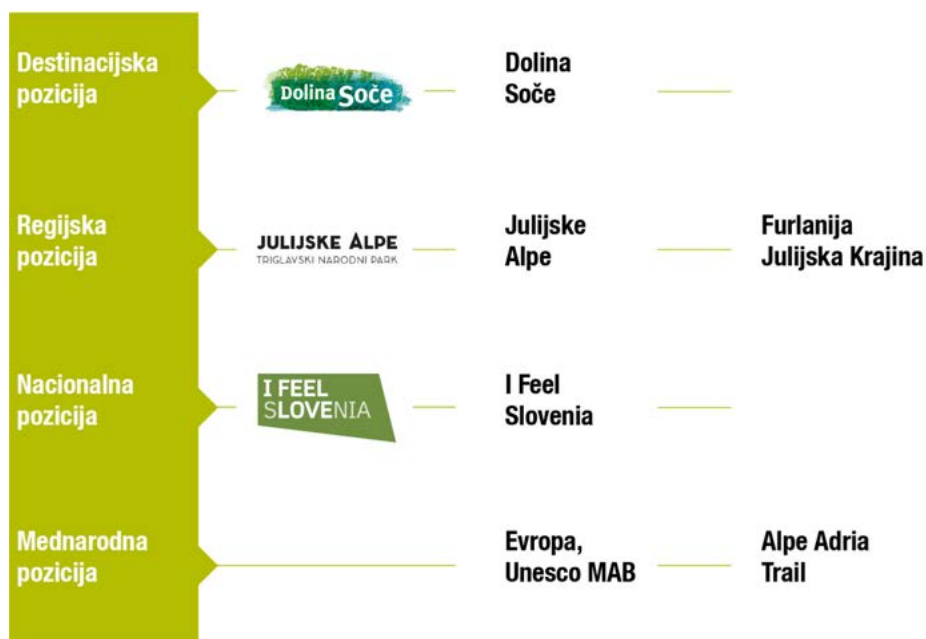 Destinacijska
pozicija
Dolina Soče
Dolina
Soče
Regijska
pozicija
JULIJSKE ALPE
TRIGLAVSKI NARODNI PARK
Julijske
Alpe
Furlanija
Julijska Krajina
Nacionalna
pozicija
I FEEL
SLOVENIA
I Feel
Slovenia
Mednarodna
pozicija
Evropa,
Unesco MAB
Alpe Adria
Trail